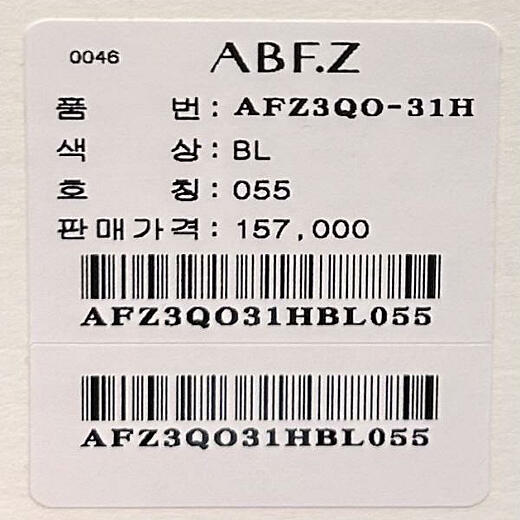 0046 ABF.Z
품 번 : AFZ3QO-31H
색 상 : BL
호 칭 : 055
판매가격 : 157,000
AFZ3QO31HBL055
AFZ3QO31HBL055